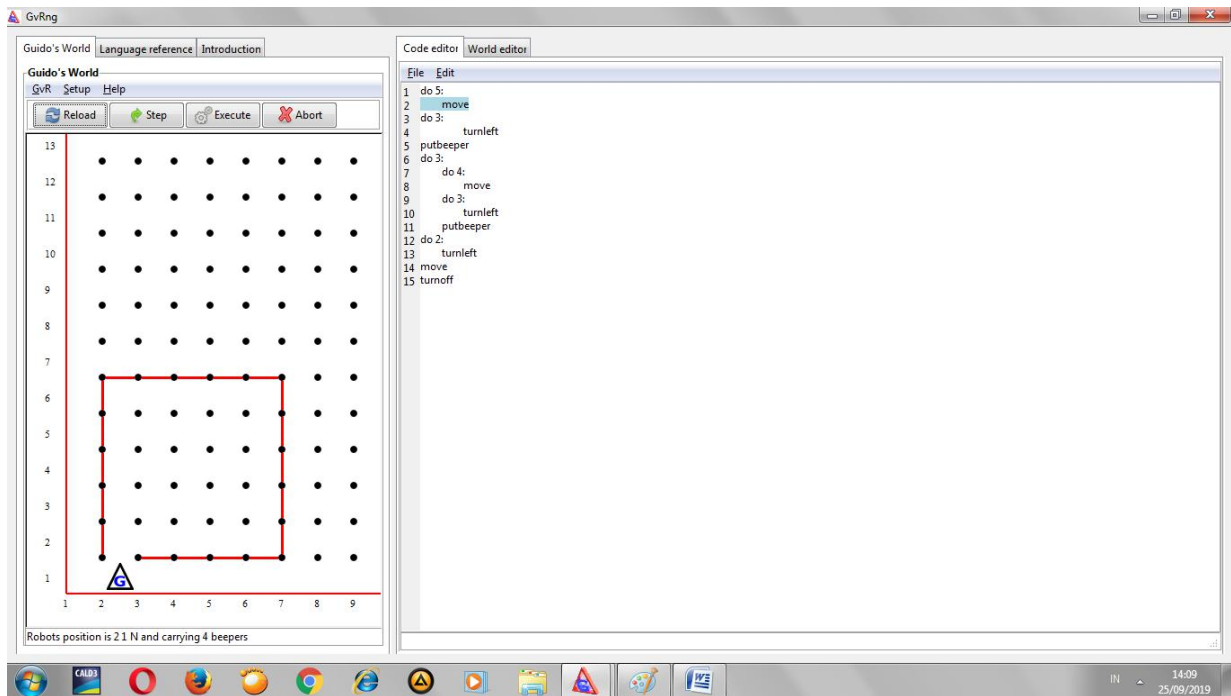 GvRng
Guido's World Language reference Introduction
Guido's World
GvR Setup Help
Reload Step Execute Abort
13
12
11
10
9
8
7
6
5
4
3
2
1
G
1 2 3 4 5 6 7 8 9
Robots position is 2 1 N and carrying 4 beepers
Code editor World editor
File Edit
1 do 5:
2 move
3 do 3:
4 turnleft
5 putbeeper
6 do 3:
7 do 4:
8 move
9 do 3:
10 turnleft
11 putbeeper
12 do 2:
13 turnleft
14 move
15 turnoff
CALD3
IN
14:09
25/09/2019